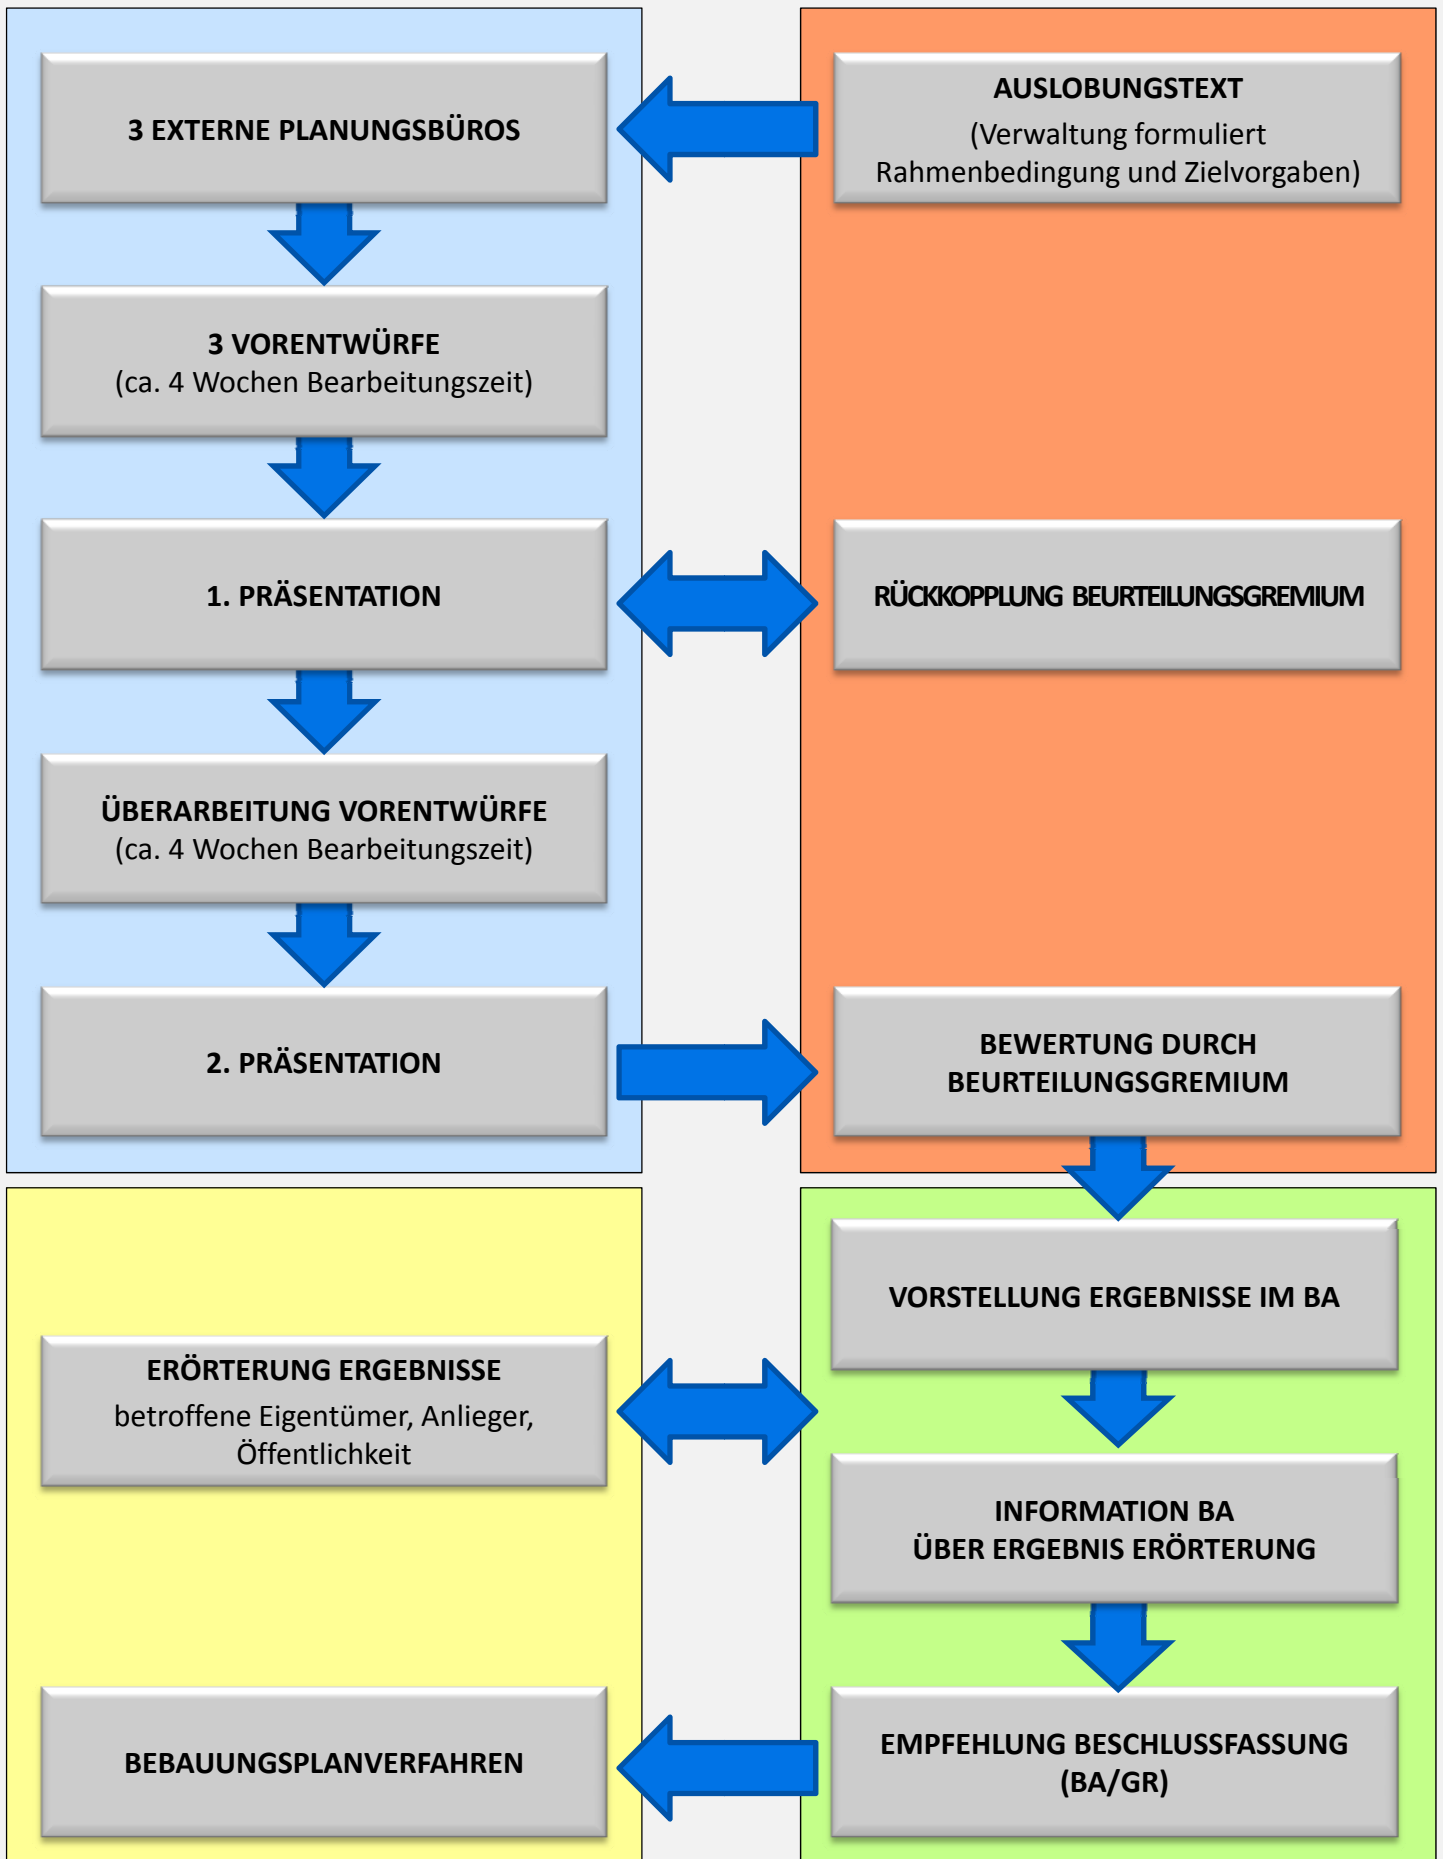 3 EXTERNE PLANUNGSBÜROS
AUSLOBUNGSTEXT
(Verwaltung formuliert
Rahmenbedingung und Zielvorgaben)
3 VORENTWÜRFE
(ca. 4 Wochen Bearbeitungszeit)
1. PRÄSENTATION
RÜCKKOPPLUNG BEURTEILUNGSGREMIUM
ÜBERARBEITUNG VORENTWÜRFE
(ca. 4 Wochen Bearbeitungszeit)
2. PRÄSENTATION
BEWERTUNG DURCH
BEURTEILUNGSGREMIUM
VORSTELLUNG ERGEBNISSE IM BA
ERÖRTERUNG ERGEBNISSE
betroffene Eigentümer, Anlieger,
Öffentlichkeit
INFORMATION BA
ÜBER ERGEBNIS ERÖRTERUNG
EMPFEHLUNG BESCHLUSSFASSUNG
(BA/GR)
BEBAUUNGSPLANVERFAHREN